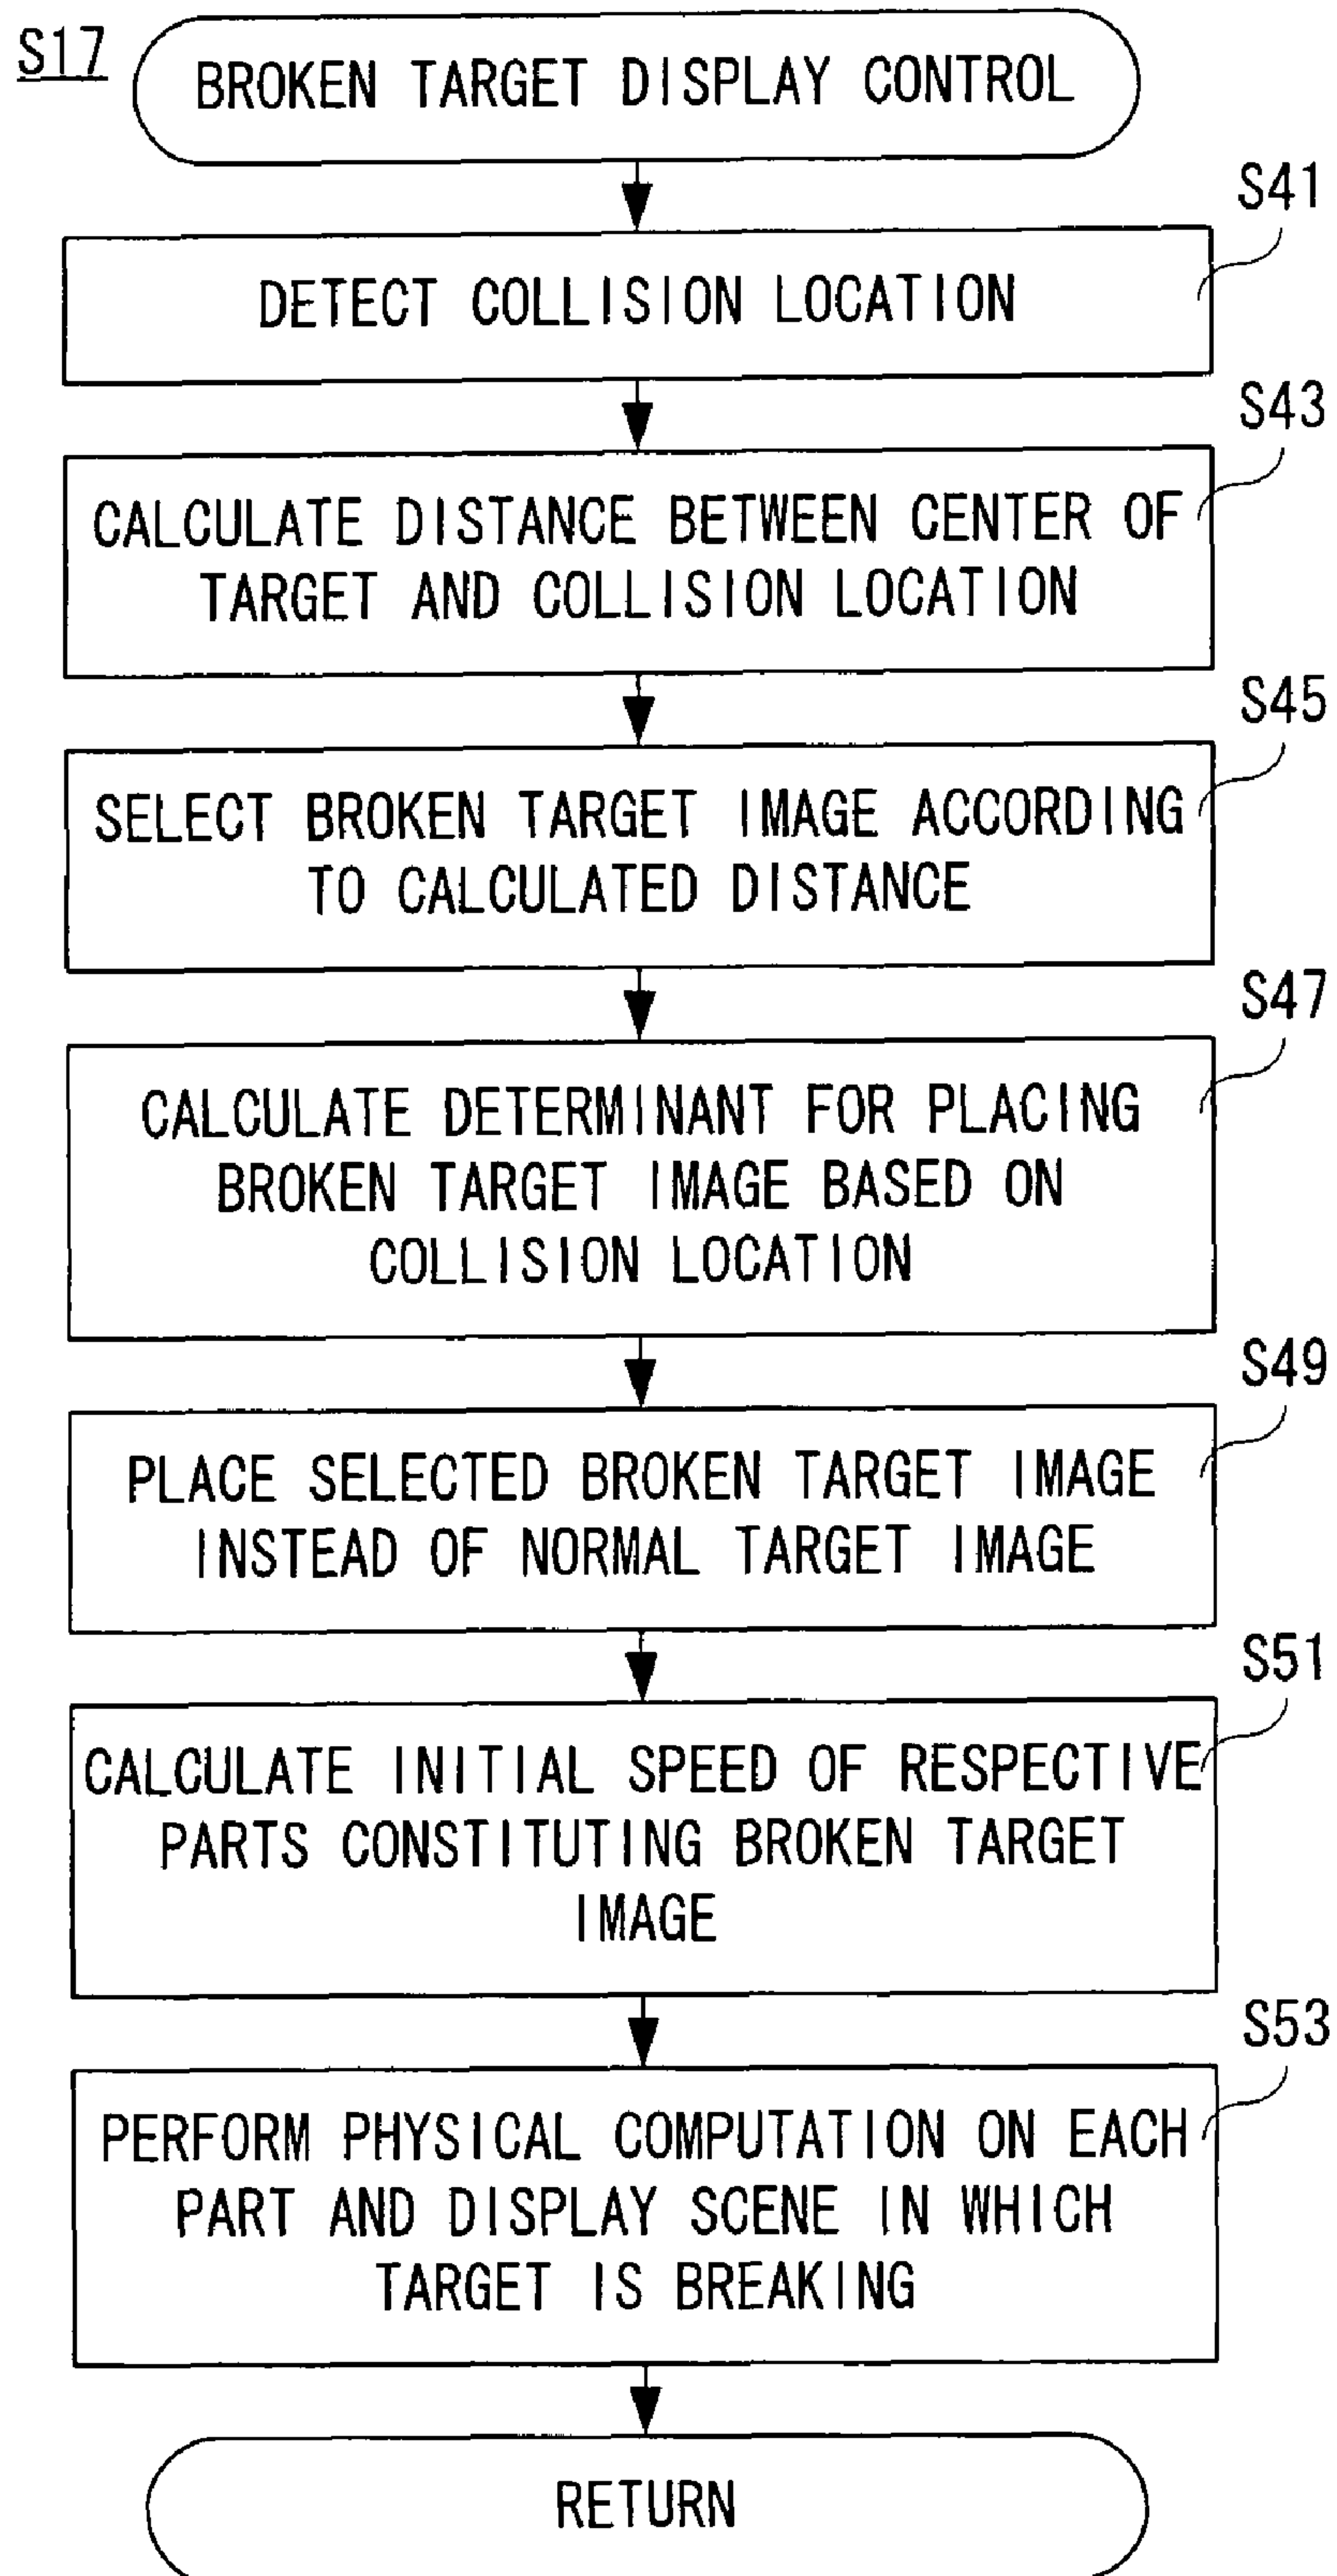 S17
BROKEN TARGET DISPLAY CONTROL
S41
DETECT COLLISION LOCATION
S43
CALCULATE DISTANCE BETWEEN CENTER OF
TARGET AND COLLISION LOCATION
S45
SELECT BROKEN TARGET IMAGE ACCORDING
TO CALCULATED DISTANCE
S47
CALCULATE DETERMINANT FOR PLACING
BROKEN TARGET IMAGE BASED ON
COLLISION LOCATION
S49
PLACE SELECTED BROKEN TARGET IMAGE
INSTEAD OF NORMAL TARGET IMAGE
S51
CALCULATE INITIAL SPEED OF RESPECTIVE
PARTS CONSTITUTING BROKEN TARGET
IMAGE
S53
PERFORM PHYSICAL COMPUTATION ON EACH
PART AND DISPLAY SCENE IN WHICH
TARGET IS BREAKING
RETURN